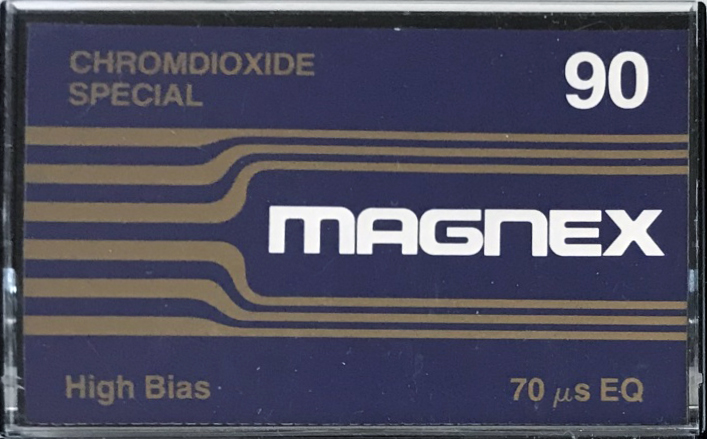 CHROMDIOXIDE
SPECIAL
90
MAGNEX
High Bias
70 μs EQ